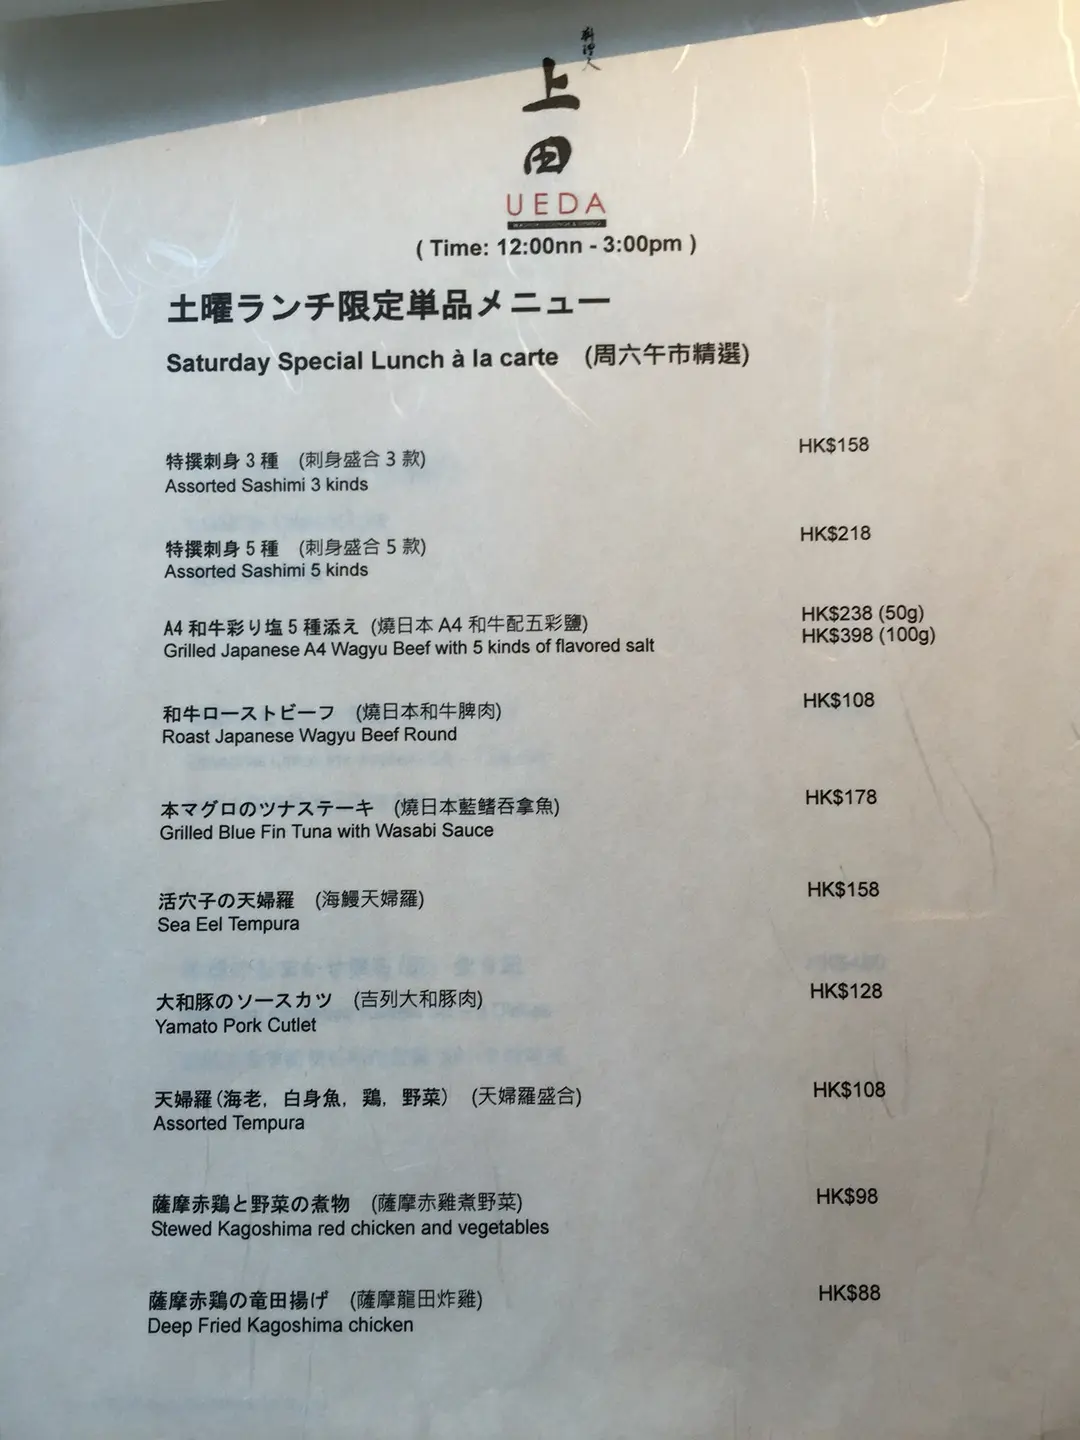 料理人
上田
UEDA
( Time: 12:00nn - 3:00pm )
土曜ランチ限定単品メニュー
Saturday Special Lunch à la carte (周六午市精選)
特撰刺身 3 種 (刺身盛合 3 款) HK$158
Assorted Sashimi 3 kinds
特撰刺身 5 種 (刺身盛合 5 款) HK$218
Assorted Sashimi 5 kinds
A4 和牛彩り塩 5 種添え (燒日本 A4 和牛配五彩鹽) HK$238 (50g)
Grilled Japanese A4 Wagyu Beef with 5 kinds of flavored salt HK$398 (100g)
和牛ローストビーフ (燒日本和牛脾肉) HK$108
Roast Japanese Wagyu Beef Round
本マグロのツナステーキ (燒日本藍鰭吞拿魚) HK$178
Grilled Blue Fin Tuna with Wasabi Sauce
活穴子の天婦羅 (海鰻天婦羅) HK$158
Sea Eel Tempura
大和豚のソースカツ (吉列大和豚肉) HK$128
Yamato Pork Cutlet
天婦羅(海老, 白身魚, 鶏, 野菜) (天婦羅盛合) HK$108
Assorted Tempura
薩摩赤鶏と野菜の煮物 (薩摩赤雞煮野菜) HK$98
Stewed Kagoshima red chicken and vegetables
薩摩赤鶏の竜田揚げ (薩摩龍田炸雞) HK$88
Deep Fried Kagoshima chicken